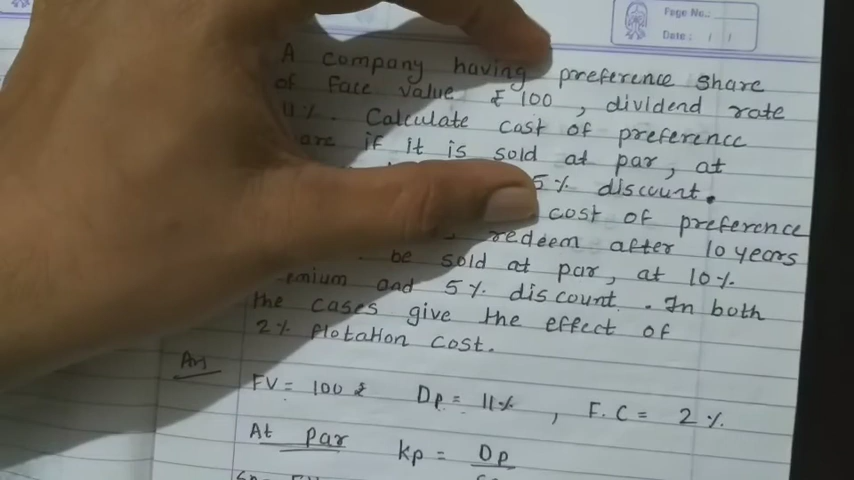 Page No.:
Date: / /
A company having preference share
of face value ₹ 100, dividend rate
11%. Calculate cost of preference
if it is sold at par, at
5% discount.
cost of preference
redeem after 10 years
be sold at par, at 10%
and 5% discount. In both
the cases give the effect of
2% flotation cost.
Ans
FV = 100 ₹ Dp = 11% , F.C = 2%
At par kp = Dp